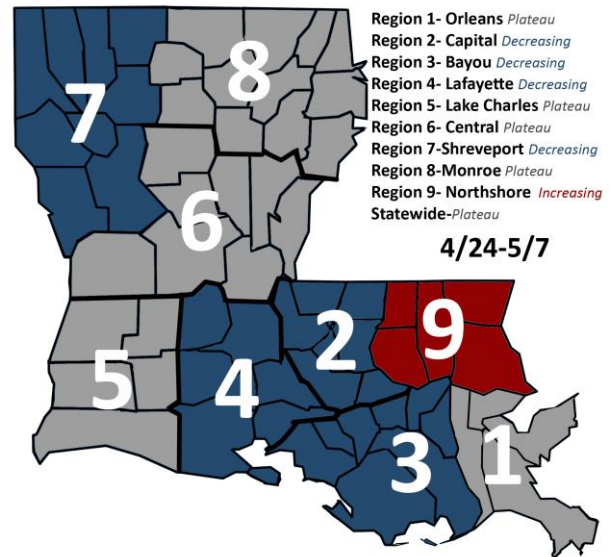 Region 1- Orleans Plateau
Region 2- Capital Decreasing
Region 3- Bayou Decreasing
Region 4- Lafayette Decreasing
Region 5- Lake Charles Plateau
Region 6- Central Plateau
Region 7-Shreveport Decreasing
Region 8-Monroe Plateau
Region 9- Northshore Increasing
Statewide-Plateau
4/24-5/7
8
7
6
2
9
5
4
3
1